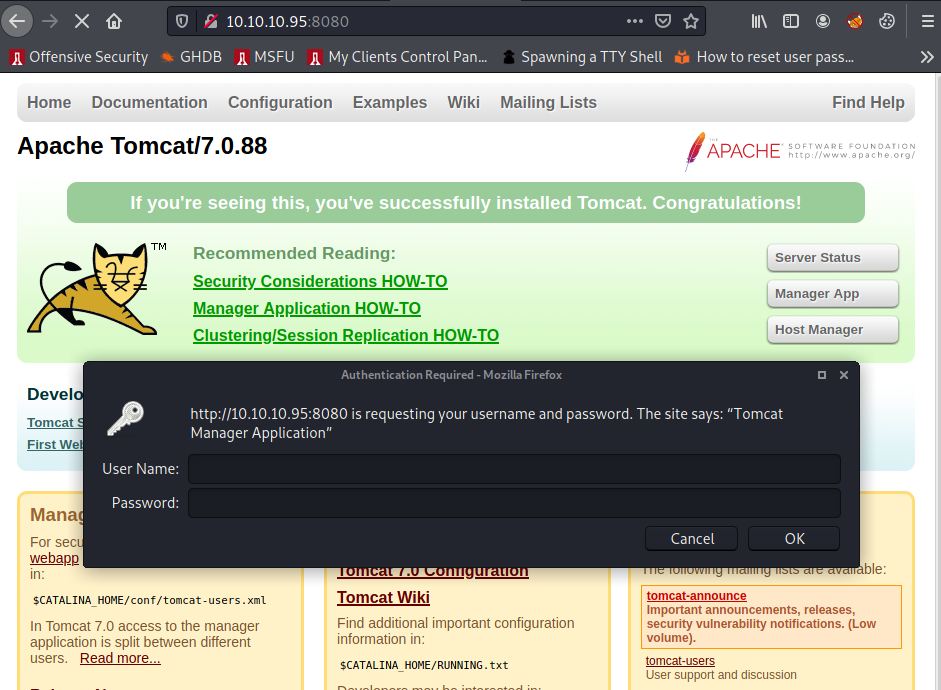 10.10.10.95:8080
Offensive Security GHDB MSFU My Clients Control Pan... Spawning a TTY Shell How to reset user pass...
Home Documentation Configuration Examples Wiki Mailing Lists Find Help
Apache Tomcat/7.0.88
THE APACHE SOFTWARE FOUNDATION
http://www.apache.org/
If you're seeing this, you've successfully installed Tomcat. Congratulations!
TM
Recommended Reading:
Security Considerations HOW-TO
Manager Application HOW-TO
Clustering/Session Replication HOW-TO
Server Status
Manager App
Host Manager
Authentication Required - Mozilla Firefox
http://10.10.10.95:8080 is requesting your username and password. The site says: “Tomcat
Manager Application”
User Name:
Password:
Cancel OK
Develo
Tomcat S
First Web
Manag
For secu
webapp
in:
$CATALINA_HOME/conf/tomcat-users.xml
In Tomcat 7.0 access to the manager
application is split between different
users. Read more...
Tomcat 7.0 Configuration
Tomcat Wiki
Find additional important configuration
information in:
$CATALINA_HOME/RUNNING.txt
Developers may be interested in:
The following mailing lists are available:
tomcat-announce
Important announcements, releases,
security vulnerability notifications. (Low
volume).
tomcat-users
User support and discussion